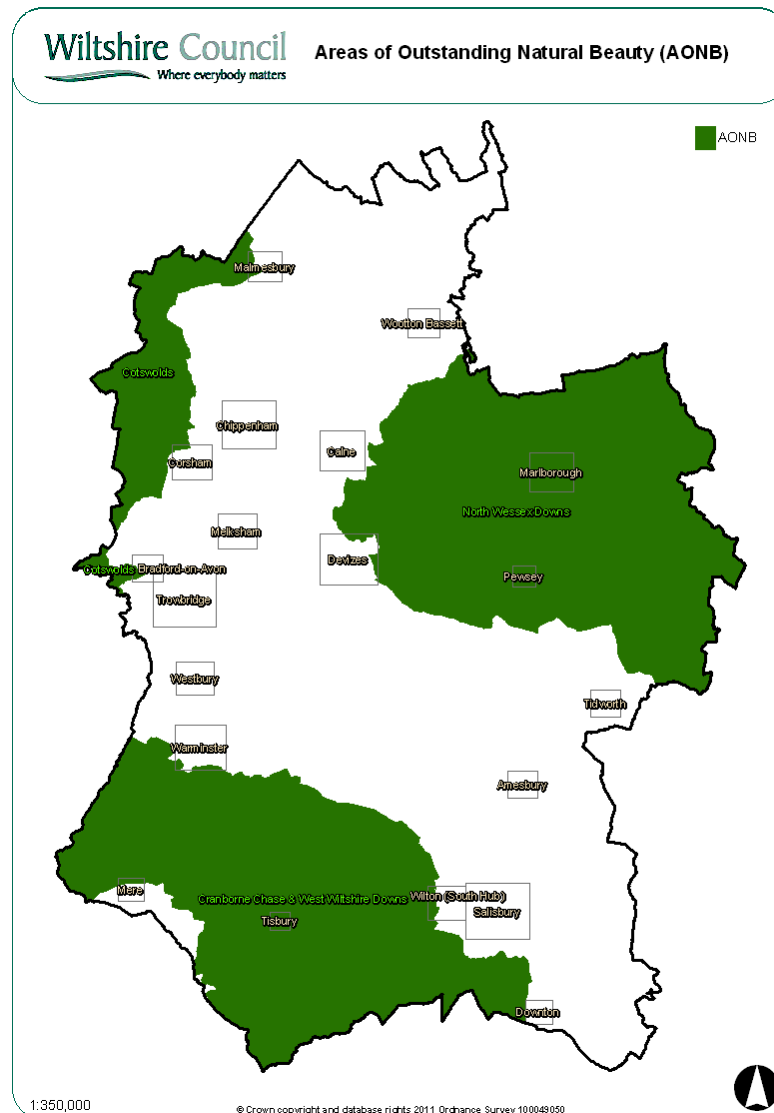 Wiltshire Council
Where everybody matters
Areas of Outstanding Natural Beauty (AONB)
AONB
Malmesbury
Wootton Bassett
Cotswolds
Chippenham
Calne
Corsham
Marlborough
North Wessex Downs
Melksham
Devizes
Cotswolds
Bradford-on-Avon
Pewsey
Trowbridge
Westbury
Tidworth
Warminster
Amesbury
Mere
Cranborne Chase & West Wiltshire Downs
Wilton (South Hub)
Salisbury
Tisbury
Downton
1:350,000
© Crown copyright and database rights 2011 Ordnance Survey 100049050